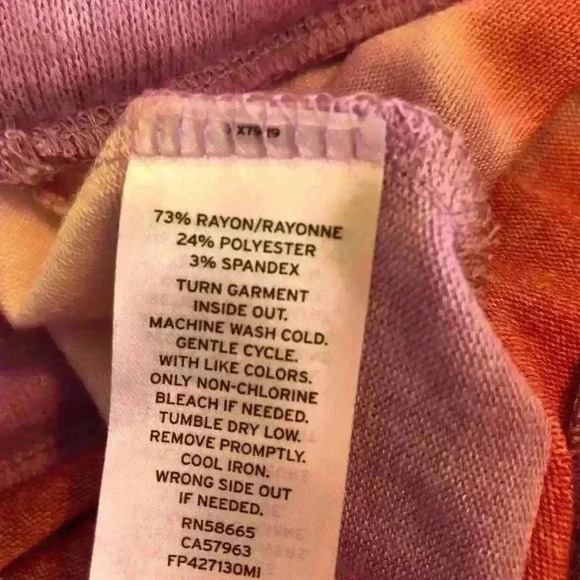 73% RAYON/RAYONNE
24% POLYESTER
3% SPANDEX
TURN GARMENT
INSIDE OUT.
MACHINE WASH COLD.
GENTLE CYCLE.
WITH LIKE COLORS.
ONLY NON-CHLORINE
BLEACH IF NEEDED.
TUMBLE DRY LOW.
REMOVE PROMPTLY.
COOL IRON.
WRONG SIDE OUT
IF NEEDED.
RN58665
CA57963
FP427130MI